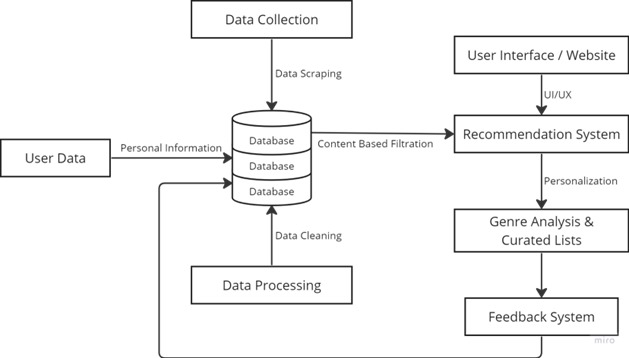 Data Collection
User Interface / Website
Data Scraping
UI/UX
Database
Database
Database
Personal Information
Content Based Filtration
Recommendation System
User Data
Personalization
Data Cleaning
Genre Analysis &
Curated Lists
Data Processing
Feedback System
miro